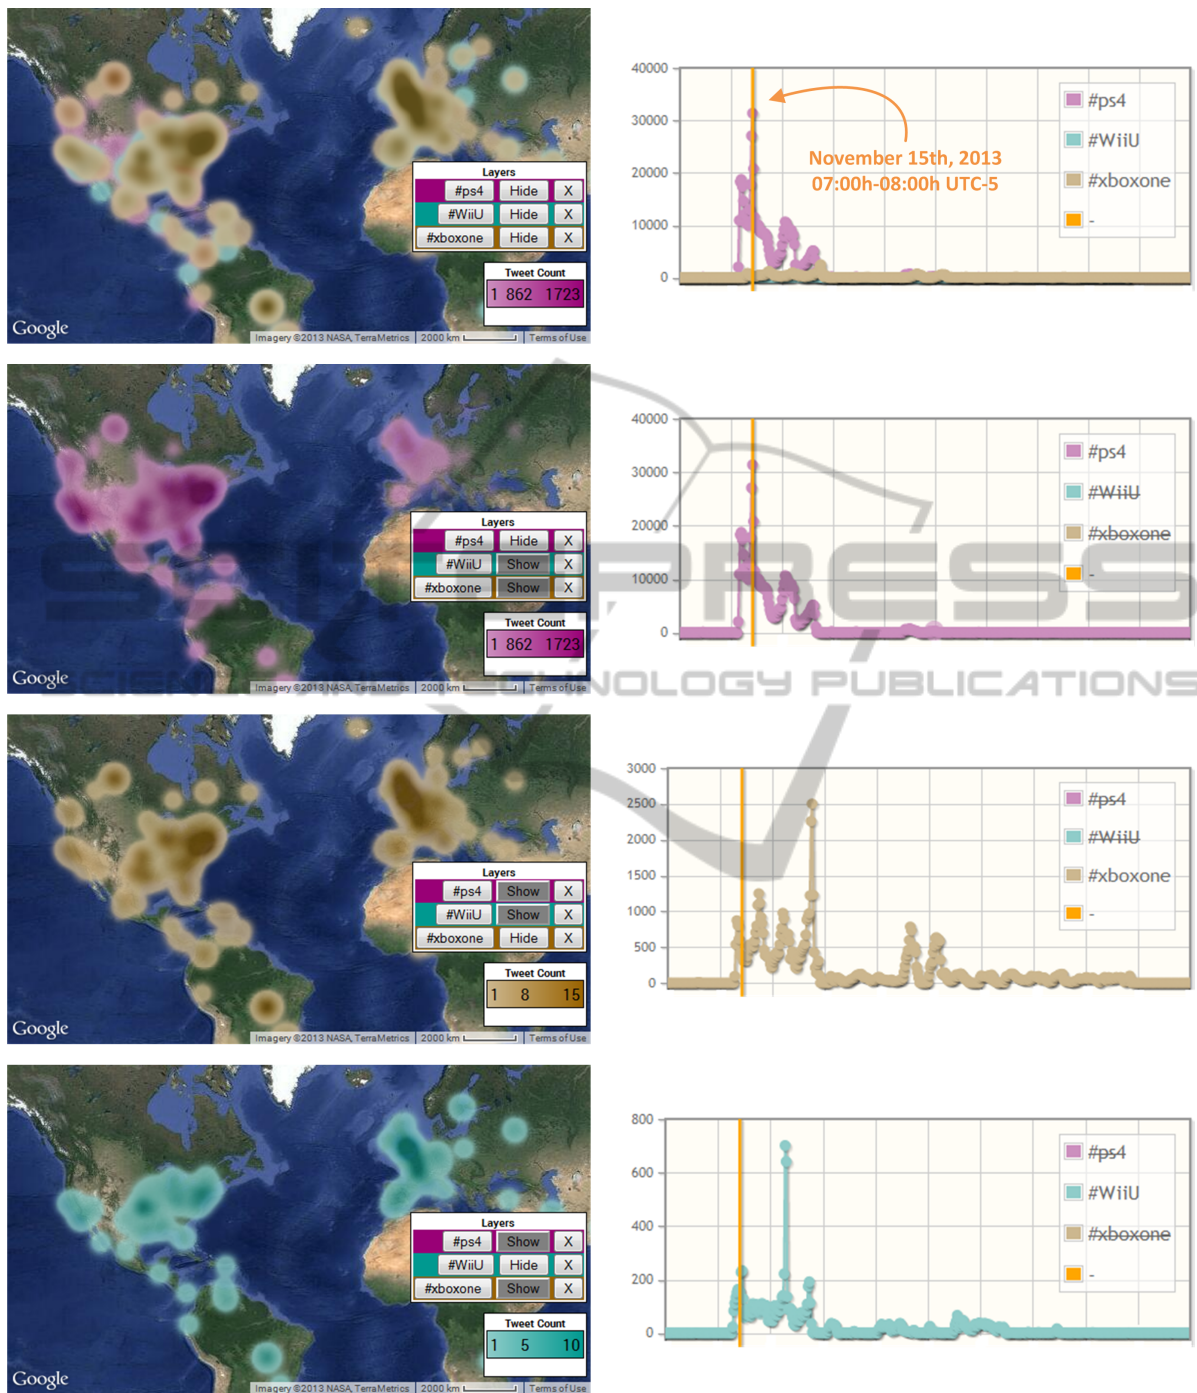 Layers
#ps4 Hide X
#WiiU Hide X
#xboxone Hide X
Tweet Count
1 862 1723
Google
Imagery ©2013 NASA, TerraMetrics 2000 km Terms of Use
40000
30000
20000
10000
0
November 15th, 2013
07:00h-08:00h UTC-5
#ps4
#WiiU
#xboxone
-
Layers
#ps4 Hide X
#WiiU Show X
#xboxone Show X
Tweet Count
1 862 1723
Google
Imagery ©2013 NASA, TerraMetrics 2000 km Terms of Use
40000
30000
20000
10000
0
#ps4
#WiiU
#xboxone
-
SCITEPRESS
SCIENCE AND TECHNOLOGY PUBLICATIONS
Layers
#ps4 Show X
#WiiU Show X
#xboxone Hide X
Tweet Count
1 8 15
Google
Imagery ©2013 NASA, TerraMetrics 2000 km Terms of Use
3000
2500
2000
1500
1000
500
0
#ps4
#WiiU
#xboxone
-
Layers
#ps4 Show X
#WiiU Hide X
#xboxone Show X
Tweet Count
1 5 10
Google
Imagery ©2013 NASA, TerraMetrics 2000 km Terms of Use
800
600
400
200
0
#ps4
#WiiU
#xboxone
-